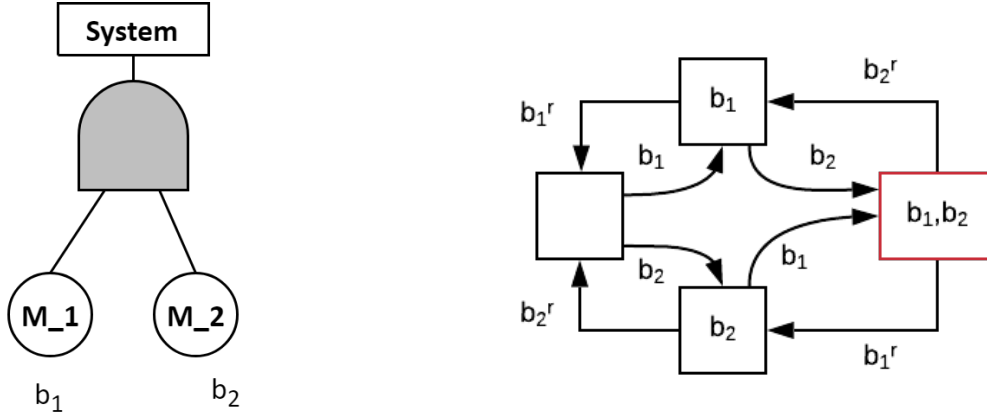 System
M_1
M_2
b₁
b₂
b₁ʳ
b₁
b₂ʳ
b₁
b₂
b₁,b₂
b₂
b₁
b₂ʳ
b₂
b₁ʳ